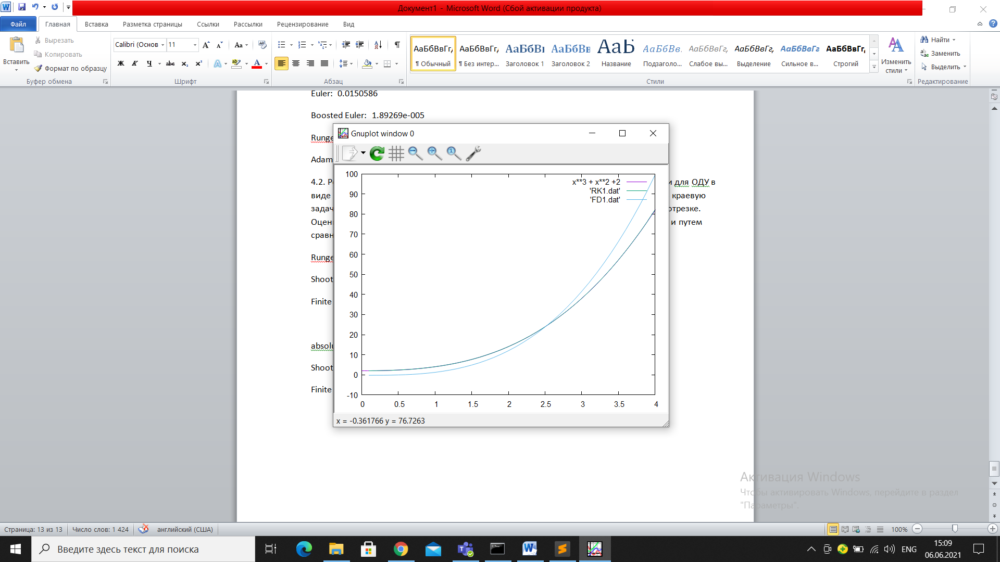 Документ1 - Microsoft Word (Сбой активации продукта)
Файл Главная Вставка Разметка страницы Ссылки Рассылки Рецензирование Вид
Вставить
Вырезать
Копировать
Формат по образцу
Буфер обмена
Calibri (Основ 11
Ж К Ч abc x₂ x²
Шрифт
Абзац
АаБбВвГг, АаБбВвГг, АаБбВı АаБбВв АаБ АаБбВв. АаБбВвГг, АаБбВвГг, АаБбВвГг АаБбВвГг,
¶ Обычный ¶ Без интер... Заголовок 1 Заголовок 2 Название Подзаголо... Слабое вы... Выделение Сильное в... Строгий
Стили
Изменить стили
Найти
Заменить
Выделить
Редактирование
Euler: 0.0150586
Boosted Euler: 1.89269e-005
Runge
Adam
4.2. Р
и для ОДУ в
виде
краевую
задач
отрезке.
Оцен
и путем
срав
Runge
Shoot
Finite
absolu
Shoot
Finite
Gnuplot window 0
x**3 + x**2 +2
'RK1.dat'
'FD1.dat'
100
90
80
70
60
50
40
30
20
10
0
-10
0 0.5 1 1.5 2 2.5 3 3.5 4
x = -0.361766 y = 76.7263
Активация Windows
Чтобы активировать Windows, перейдите в раздел
"Параметры".
Страница: 13 из 13 Число слов: 1 424 английский (США) 100%
Введите здесь текст для поиска
ENG
15:09
06.06.2021